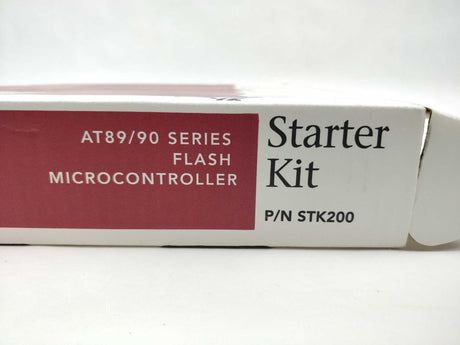 AT89/90 SERIES
FLASH
MICROCONTROLLER
Starter
Kit
P/N STK200